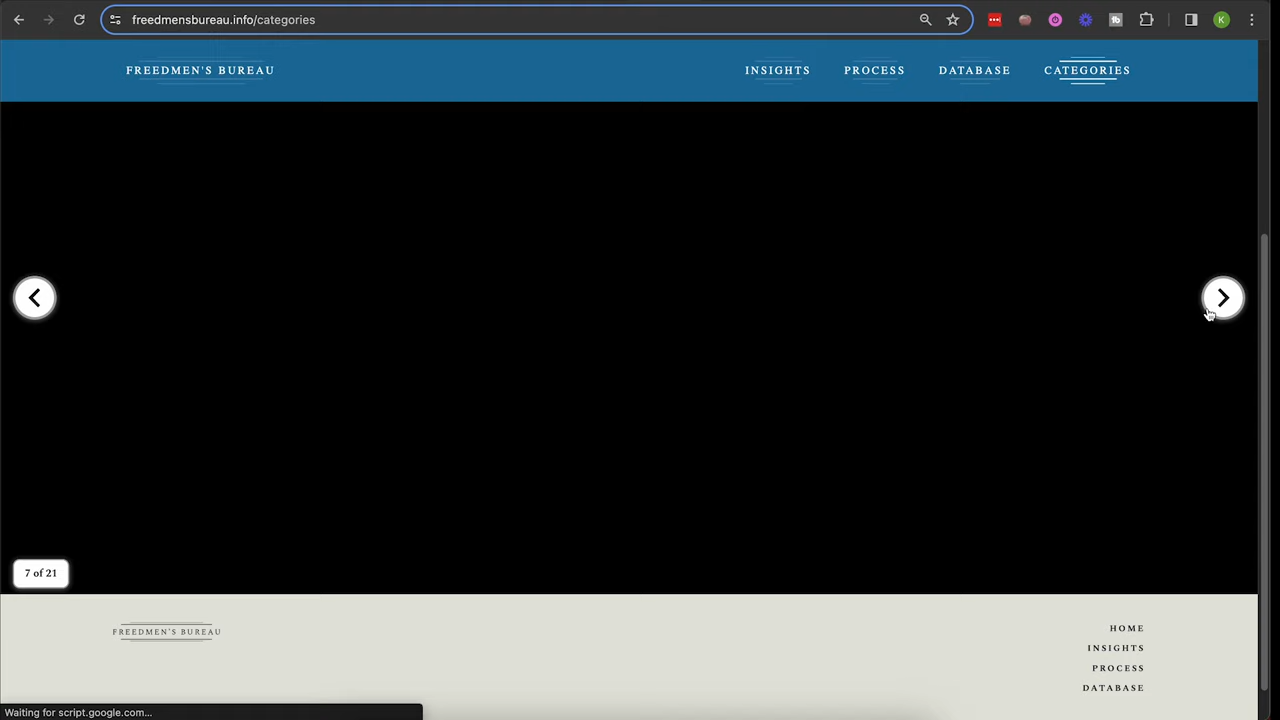 freedmensbureau.info/categories
K
FREEDMEN'S BUREAU
INSIGHTS
PROCESS
DATABASE
CATEGORIES
7 of 21
FREEDMEN'S BUREAU
HOME
INSIGHTS
PROCESS
DATABASE
Waiting for script.google.com...